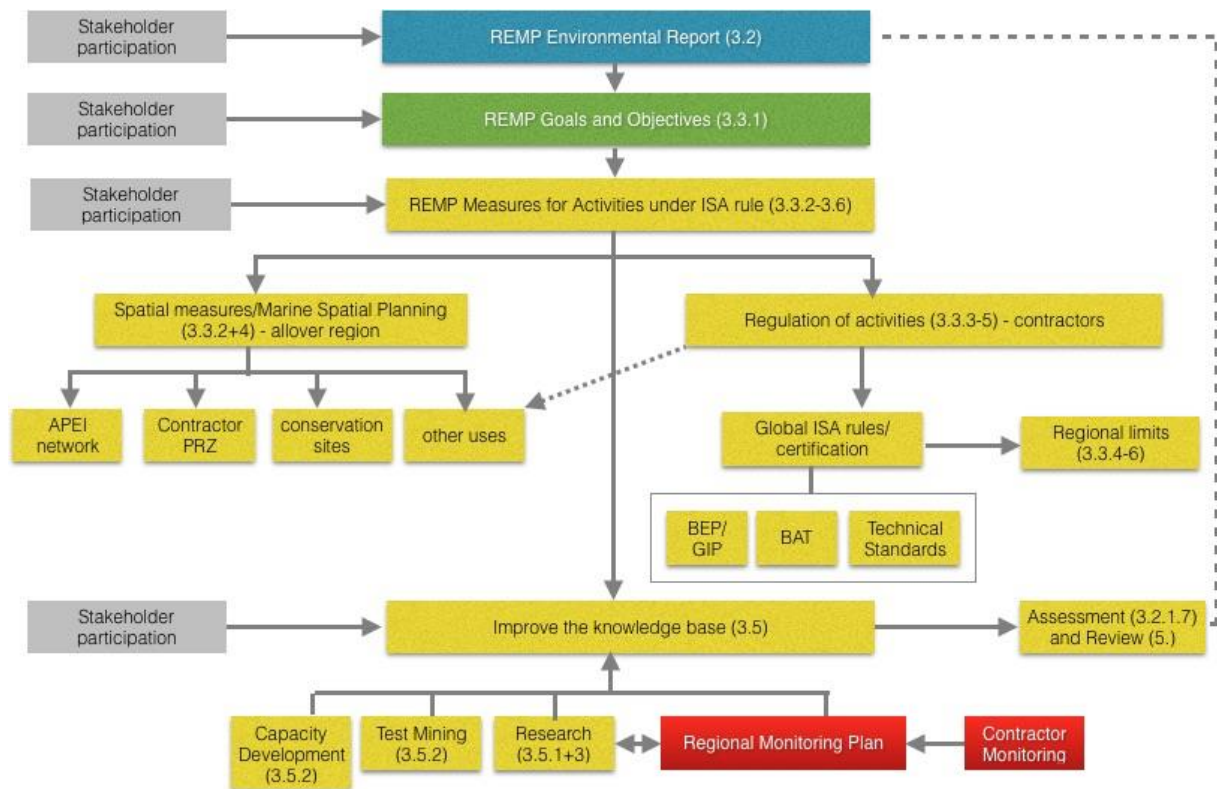 Stakeholder
participation
REMP Environmental Report (3.2)
Stakeholder
participation
REMP Goals and Objectives (3.3.1)
Stakeholder
participation
REMP Measures for Activities under ISA rule (3.3.2-3.6)
Spatial measures/Marine Spatial Planning
(3.3.2+4) - allover region
Regulation of activities (3.3.3-5) - contractors
APEI
network
Contractor
PRZ
conservation
sites
other uses
Global ISA rules/
certification
Regional limits
(3.3.4-6)
BEP/
GIP
BAT
Technical
Standards
Stakeholder
participation
Improve the knowledge base (3.5)
Assessment (3.2.1.7)
and Review (5.)
Capacity
Development
(3.5.2)
Test Mining
(3.5.2)
Research
(3.5.1+3)
Regional Monitoring Plan
Contractor
Monitoring